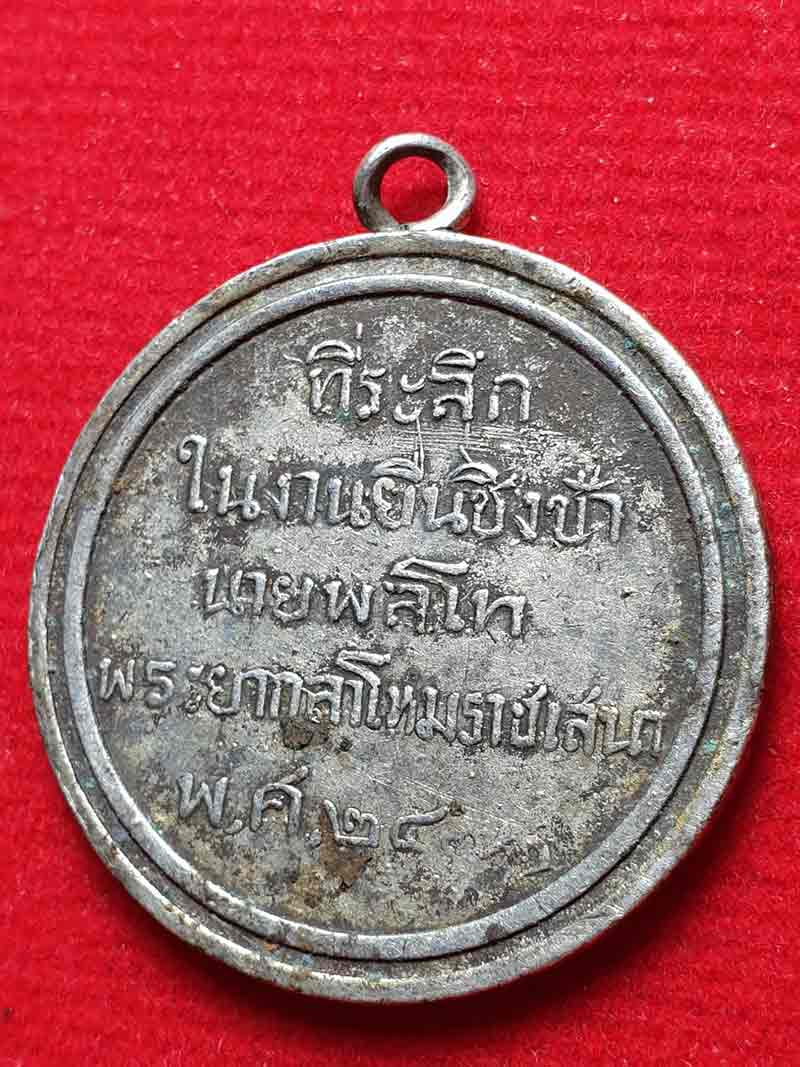 ที่ระลึก
ในงานยืนชิงช้า
นายพลโท
พระยากลาโหมราชเสนา
พ,ศ,๒๔